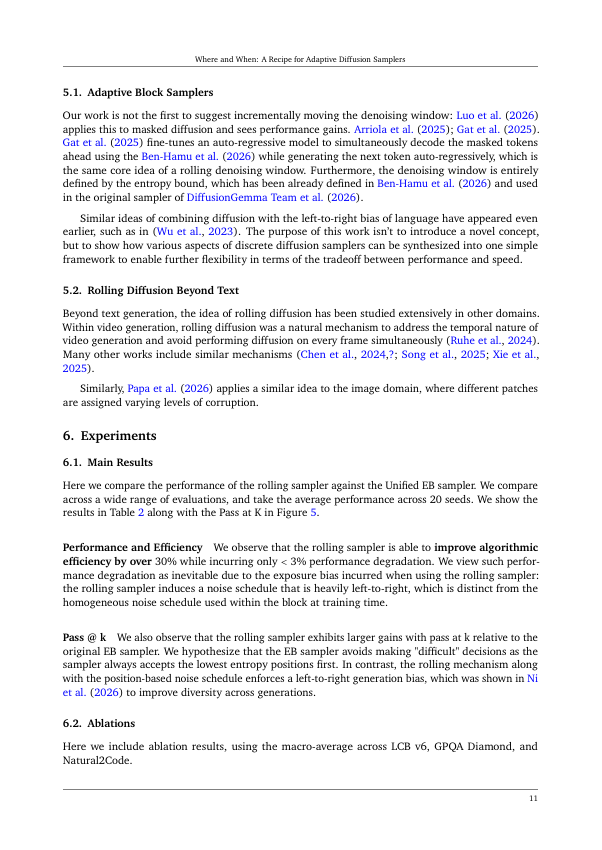 Where and When: A Recipe for Adaptive Diffusion Samplers
5.1. Adaptive Block Samplers
Our work is not the first to suggest incrementally moving the denoising window: Luo et al. (2026)
applies this to masked diffusion and sees performance gains. Arriola et al. (2025); Gat et al. (2025).
Gat et al. (2025) fine-tunes an auto-regressive model to simultaneously decode the masked tokens
ahead using the Ben-Hamu et al. (2026) while generating the next token auto-regressively, which is
the same core idea of a rolling denoising window. Furthermore, the denoising window is entirely
defined by the entropy bound, which has been already defined in Ben-Hamu et al. (2026) and used
in the original sampler of DiffusionGemma Team et al. (2026).
Similar ideas of combining diffusion with the left-to-right bias of language have appeared even
earlier, such as in (Wu et al., 2023). The purpose of this work isn't to introduce a novel concept,
but to show how various aspects of discrete diffusion samplers can be synthesized into one simple
framework to enable further flexibility in terms of the tradeoff between performance and speed.
5.2. Rolling Diffusion Beyond Text
Beyond text generation, the idea of rolling diffusion has been studied extensively in other domains.
Within video generation, rolling diffusion was a natural mechanism to address the temporal nature of
video generation and avoid performing diffusion on every frame simultaneously (Ruhe et al., 2024).
Many other works include similar mechanisms (Chen et al., 2024,?; Song et al., 2025; Xie et al.,
2025).
Similarly, Papa et al. (2026) applies a similar idea to the image domain, where different patches
are assigned varying levels of corruption.
6. Experiments
6.1. Main Results
Here we compare the performance of the rolling sampler against the Unified EB sampler. We compare
across a wide range of evaluations, and take the average performance across 20 seeds. We show the
results in Table 2 along with the Pass at K in Figure 5.
Performance and Efficiency We observe that the rolling sampler is able to improve algorithmic
efficiency by over 30% while incurring only < 3% performance degradation. We view such perfor-
mance degradation as inevitable due to the exposure bias incurred when using the rolling sampler:
the rolling sampler induces a noise schedule that is heavily left-to-right, which is distinct from the
homogeneous noise schedule used within the block at training time.
Pass @ k We also observe that the rolling sampler exhibits larger gains with pass at k relative to the
original EB sampler. We hypothesize that the EB sampler avoids making "difficult" decisions as the
sampler always accepts the lowest entropy positions first. In contrast, the rolling mechanism along
with the position-based noise schedule enforces a left-to-right generation bias, which was shown in Ni
et al. (2026) to improve diversity across generations.
6.2. Ablations
Here we include ablation results, using the macro-average across LCB v6, GPQA Diamond, and
Natural2Code.
11